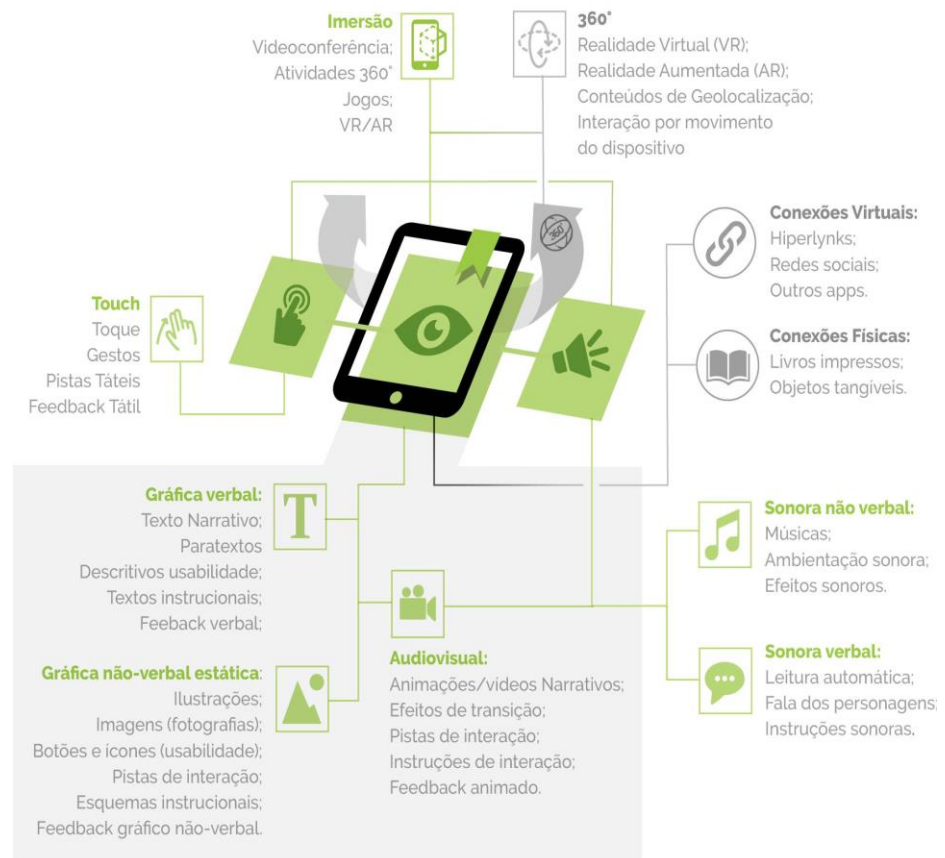 Imersão
Videoconferência;
Atividades 360°
Jogos;
VR/AR
360°
Realidade Virtual (VR);
Realidade Aumentada (AR);
Conteúdos de Geolocalização;
Interação por movimento
do dispositivo
360°
Conexões Virtuais:
Hiperlynks;
Redes sociais;
Outros apps.
Touch
Toque
Gestos
Pistas Táteis
Feedback Tátil
Conexões Físicas:
Livros impressos;
Objetos tangíveis.
Gráfica verbal:
Texto Narrativo;
Paratextos
Descritivos usabilidade;
Textos instrucionais;
Feeback verbal;
T
Sonora não verbal:
Músicas;
Ambientação sonora;
Efeitos sonoros.
Gráfica não-verbal estática:
Ilustrações;
Imagens (fotografias);
Botões e ícones (usabilidade);
Pistas de interação;
Esquemas instrucionais;
Feedback gráfico não-verbal.
Audiovisual:
Animações/videos Narrativos;
Efeitos de transição;
Pistas de interação;
Instruções de interação;
Feedback animado.
Sonora verbal:
Leitura automática;
Fala dos personagens;
Instruções sonoras.